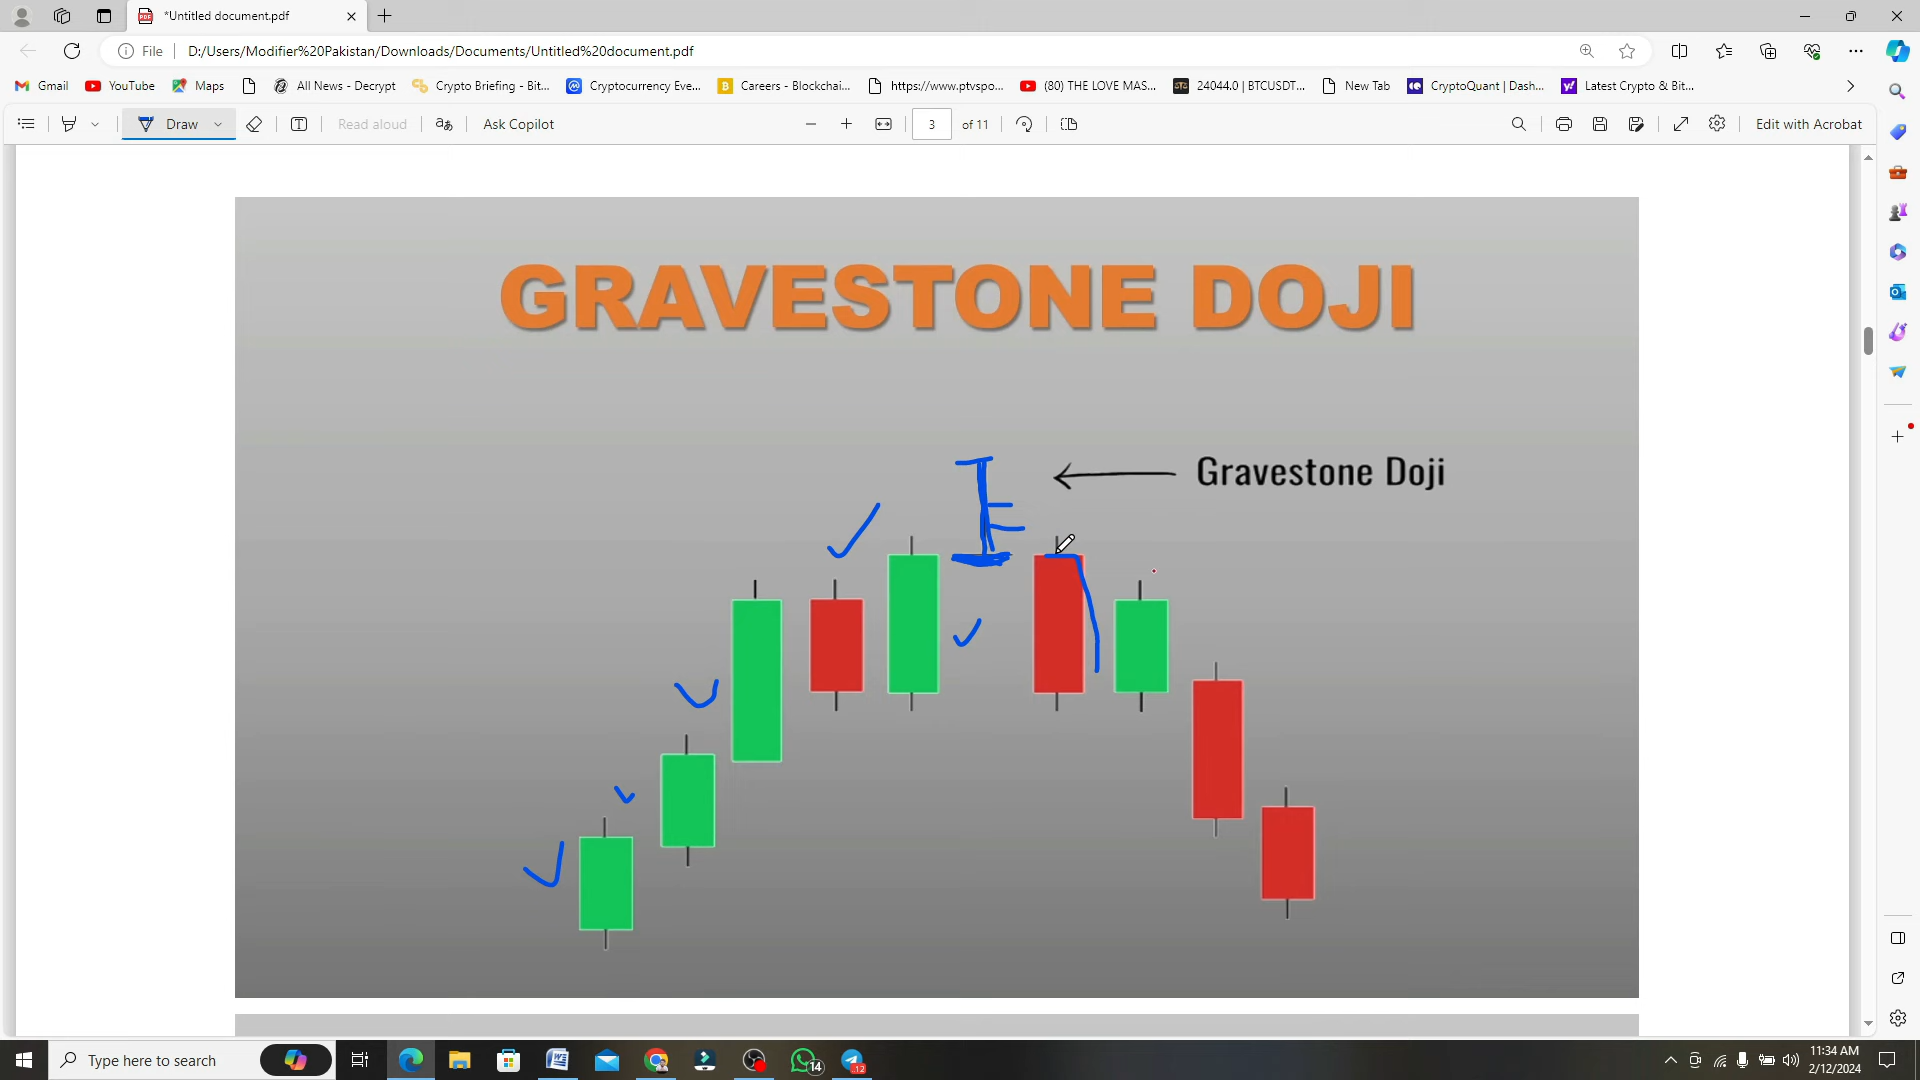 *Untitled document.pdf
File
D:/Users/Modifier%20Pakistan/Downloads/Documents/Untitled%20document.pdf
Gmail
YouTube
Maps
All News - Decrypt
Crypto Briefing - Bit...
Cryptocurrency Eve...
Careers - Blockchai...
https://www.ptvspo...
(80) THE LOVE MAS...
24044.0 | BTCUSDT...
New Tab
CryptoQuant | Dash...
Latest Crypto & Bit...
Draw
Read aloud
Ask Copilot
3
of 11
Edit with Acrobat
GRAVESTONE DOJI
Gravestone Doji
Type here to search
14
12
11:34 AM
2/12/2024